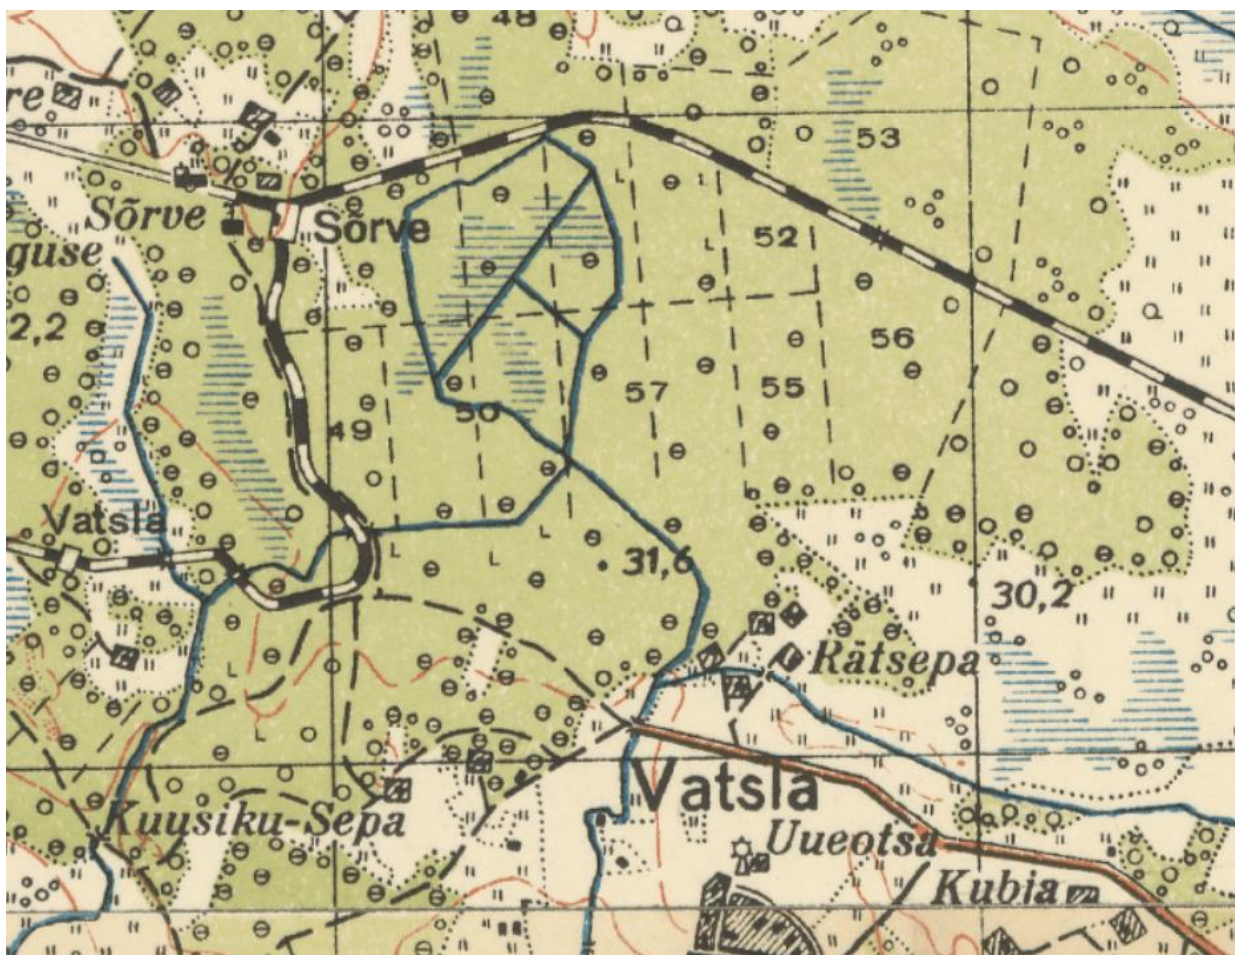 48
re
53
Sõrve
Sõrve
guse
52
2,2
56
57
55
50
49
Vatsla
31,6
30,2
Rätsepa
Vatsla
Kuusiku-Sepa
Uueotsa
Kubja